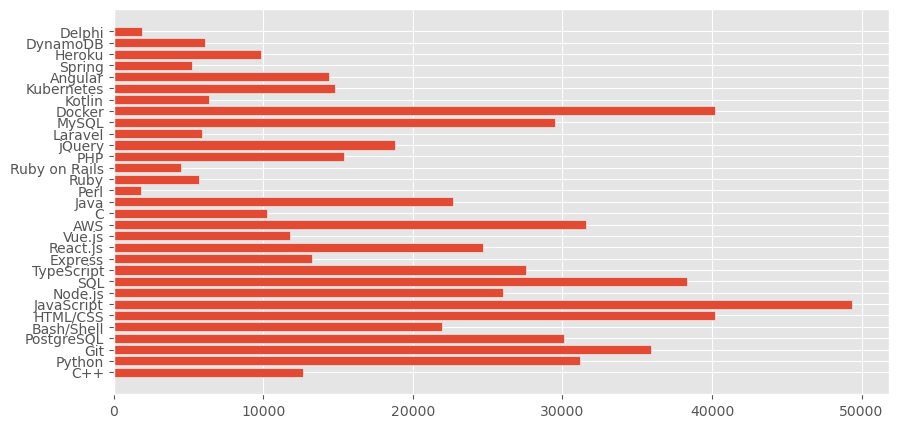 Delphi
DynamoDB
Heroku
Spring
Angular
Kubernetes
Kotlin
Docker
MySQL
Laravel
jQuery
PHP
Ruby on Rails
Ruby
Perl
Java
C
AWS
Vue.js
React.js
Express
TypeScript
SQL
Node.js
JavaScript
HTML/CSS
Bash/Shell
PostgreSQL
Git
Python
C++
0 10000 20000 30000 40000 50000